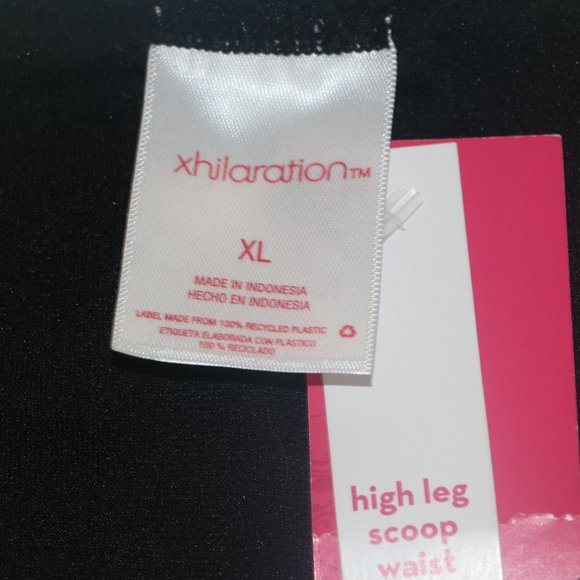 xhilaration™
XL
MADE IN INDONESIA
HECHO EN INDONESIA
LABEL MADE FROM 100% RECYCLED PLASTIC
ETIQUETA ELABORADA CON PLÁSTICO
100 % RECICLADO
high leg
scoop
waist